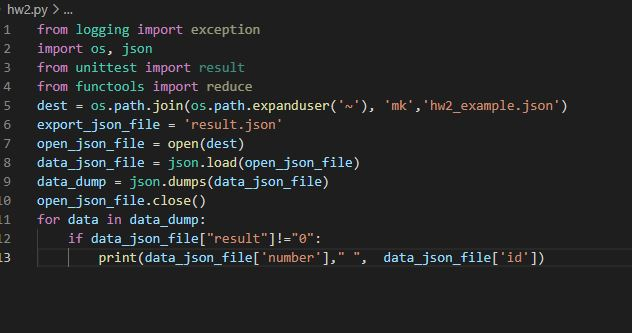 hw2.py > ...
1 from logging import exception
2 import os, json
3 from unittest import result
4 from functools import reduce
5 dest = os.path.join(os.path.expanduser('~'), 'mk','hw2_example.json')
6 export_json_file = 'result.json'
7 open_json_file = open(dest)
8 data_json_file = json.load(open_json_file)
9 data_dump = json.dumps(data_json_file)
10 open_json_file.close()
11 for data in data_dump:
12     if data_json_file["result"]!="0":
13         print(data_json_file['number']," ",  data_json_file['id'])